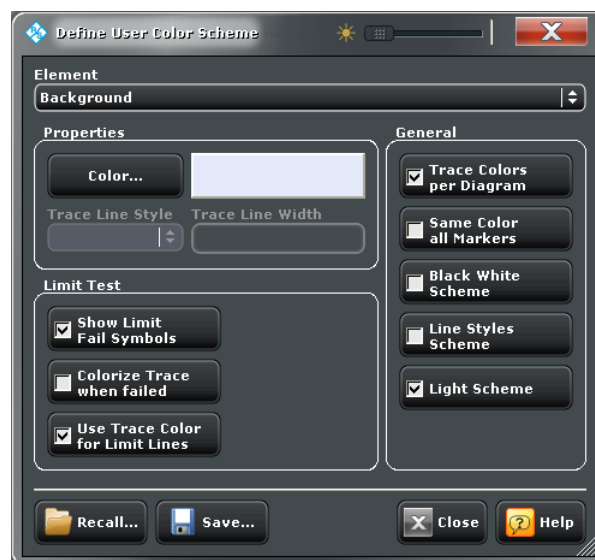 Define User Color Scheme
Element
Background
Properties
Color...
Trace Line Style
Trace Line Width
Limit Test
Show Limit
Fail Symbols
Colorize Trace
when failed
Use Trace Color
for Limit Lines
General
Trace Colors
per Diagram
Same Color
all Markers
Black White
Scheme
Line Styles
Scheme
Light Scheme
Recall...
Save...
Close
Help